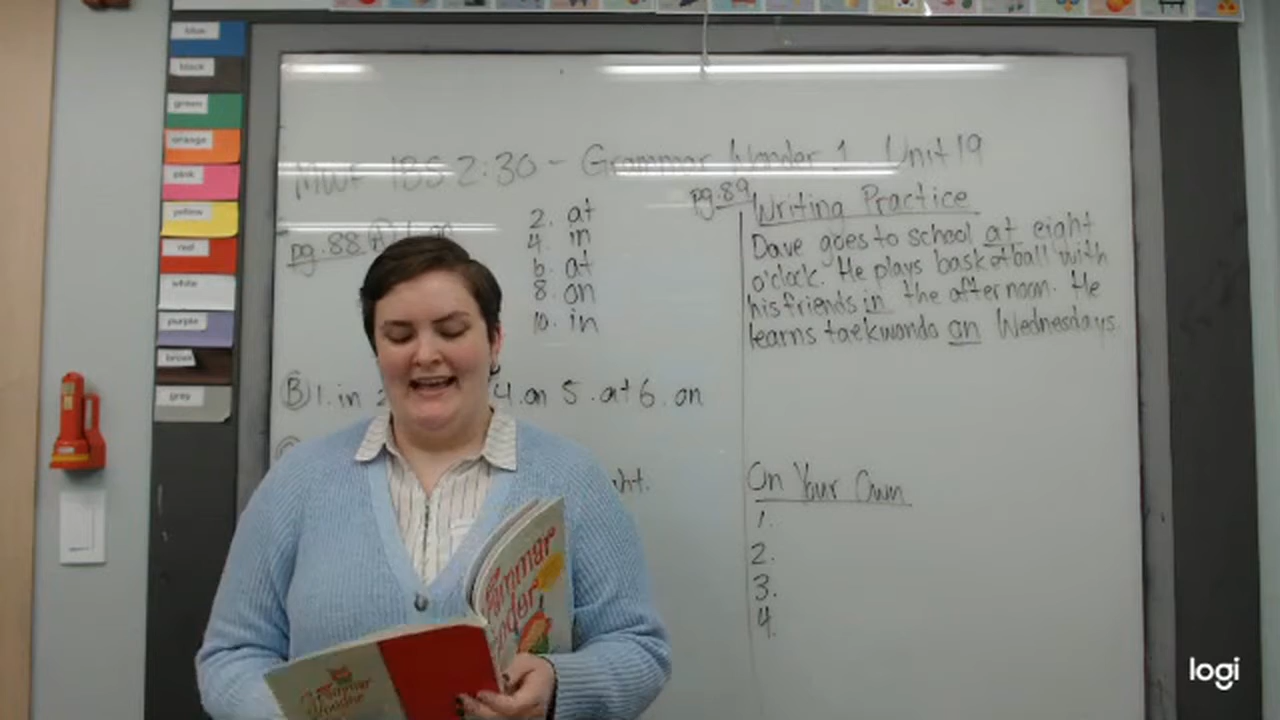 blue
black
green
orange
pink
yellow
red
white
purple
brown
grey
MWF 1B5 2:30 - Grammar Wonder 1 Unit 19
pg. 88 A
2. at
4. in
6. at
8. on
10. in
B 1. in 4. on 5. at 6. on
pg. 89 Writing Practice
Dave goes to school at eight
o'clock. He plays basketball with
his friends in the afternoon. He
learns taekwondo on Wednesdays.
On Your Own
1.
2.
3.
4.
Grammar
logi